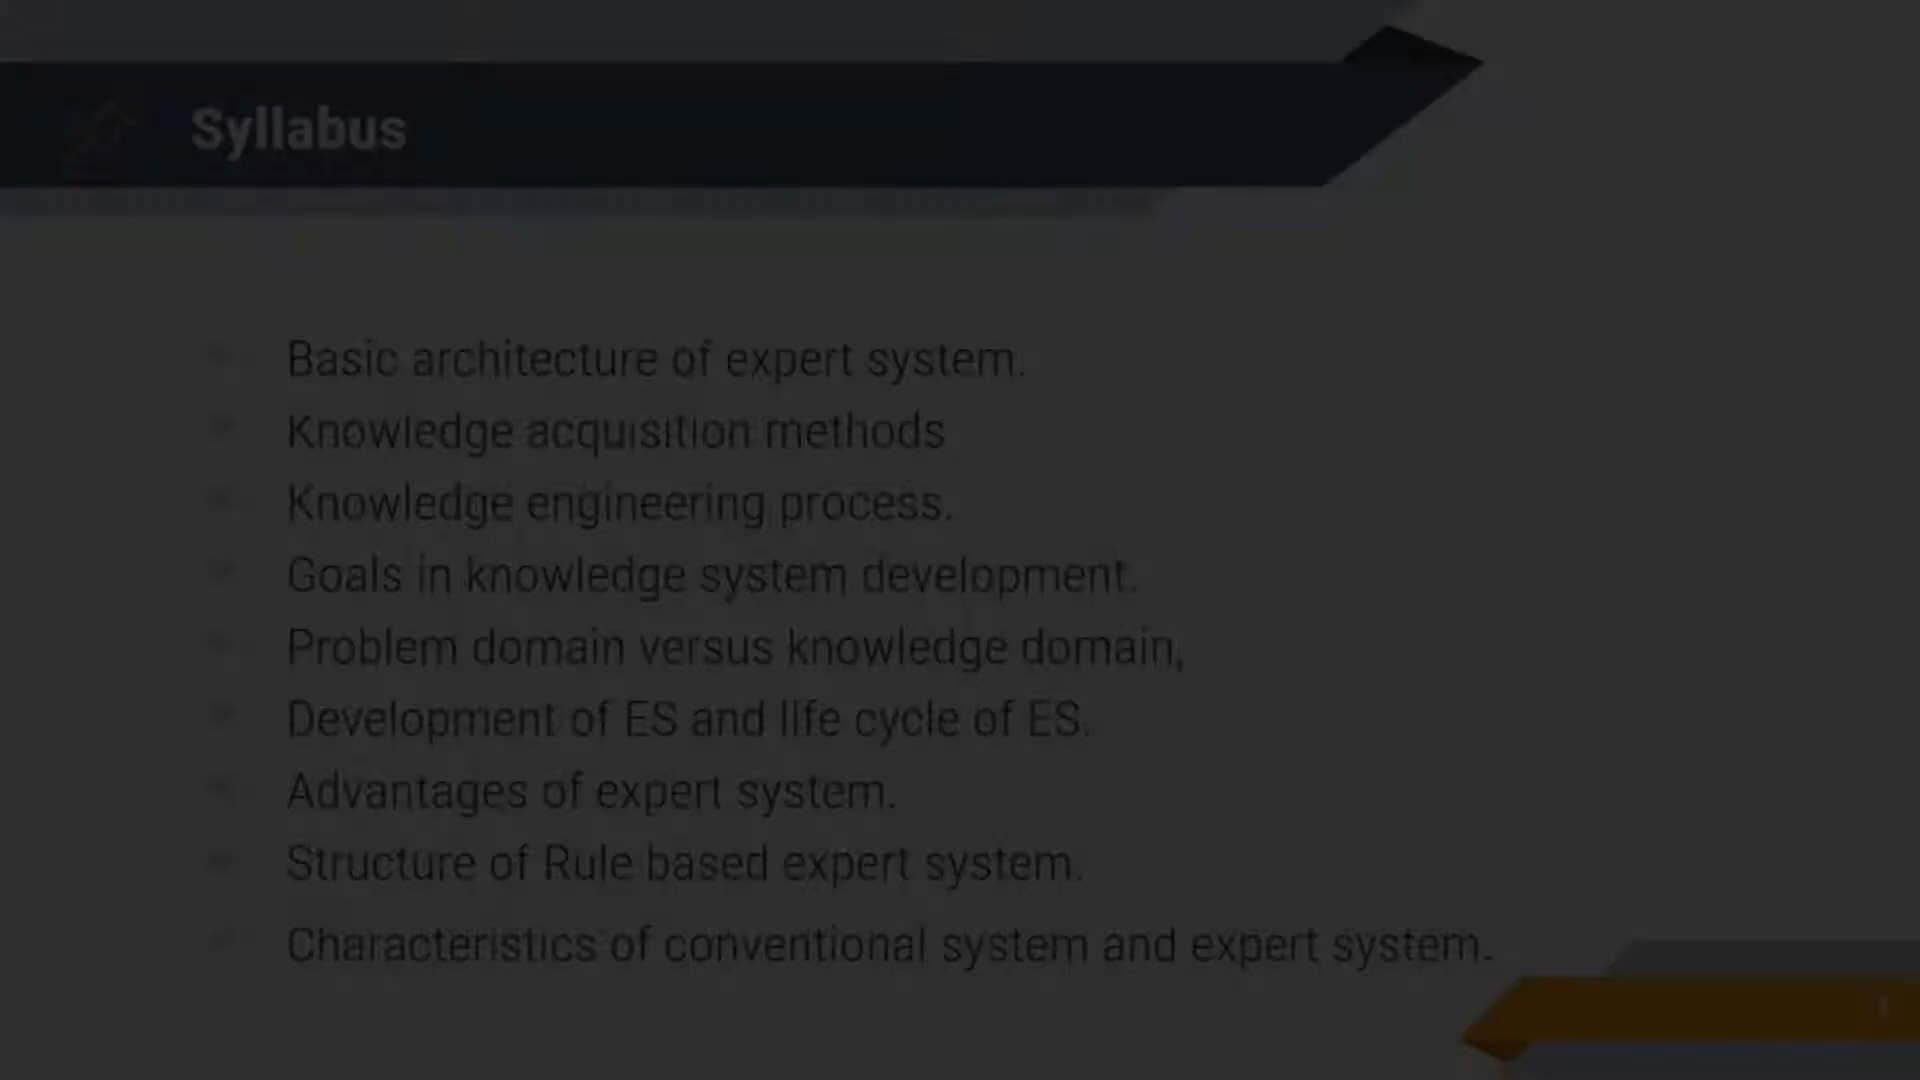 Syllabus
Basic architecture of expert system.
Knowledge acquisition methods
Knowledge engineering process.
Goals in knowledge system development.
Problem domain versus knowledge domain,
Development of ES and life cycle of ES.
Advantages of expert system.
Structure of Rule based expert system.
Characteristics of conventional system and expert system.